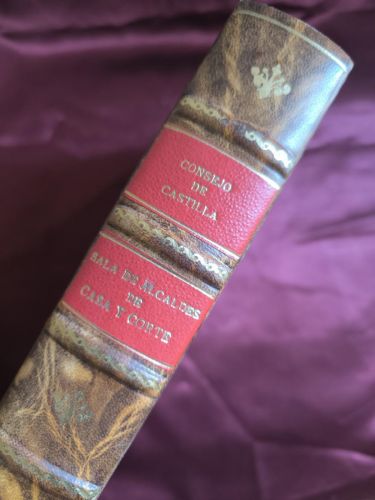 CONSEJO
DE
CASTILLA
SALA DE ALCALDES
DE
CASA Y CORTE